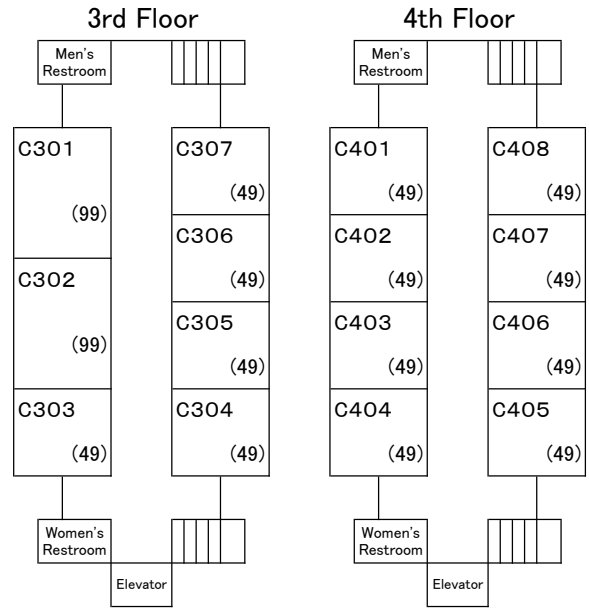 3rd Floor
Men's
Restroom
C301
(99)
C302
(99)
C303
(49)
C307
(49)
C306
(49)
C305
(49)
C304
(49)
Women's
Restroom
Elevator
4th Floor
Men's
Restroom
C401
(49)
C402
(49)
C403
(49)
C404
(49)
C408
(49)
C407
(49)
C406
(49)
C405
(49)
Women's
Restroom
Elevator